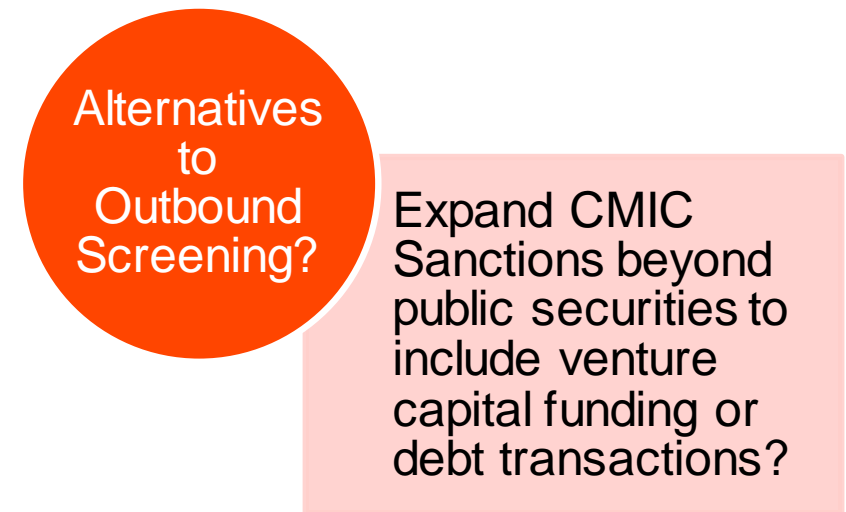 Alternatives
to
Outbound
Screening?
Expand CMIC
Sanctions beyond
public securities to
include venture
capital funding or
debt transactions?